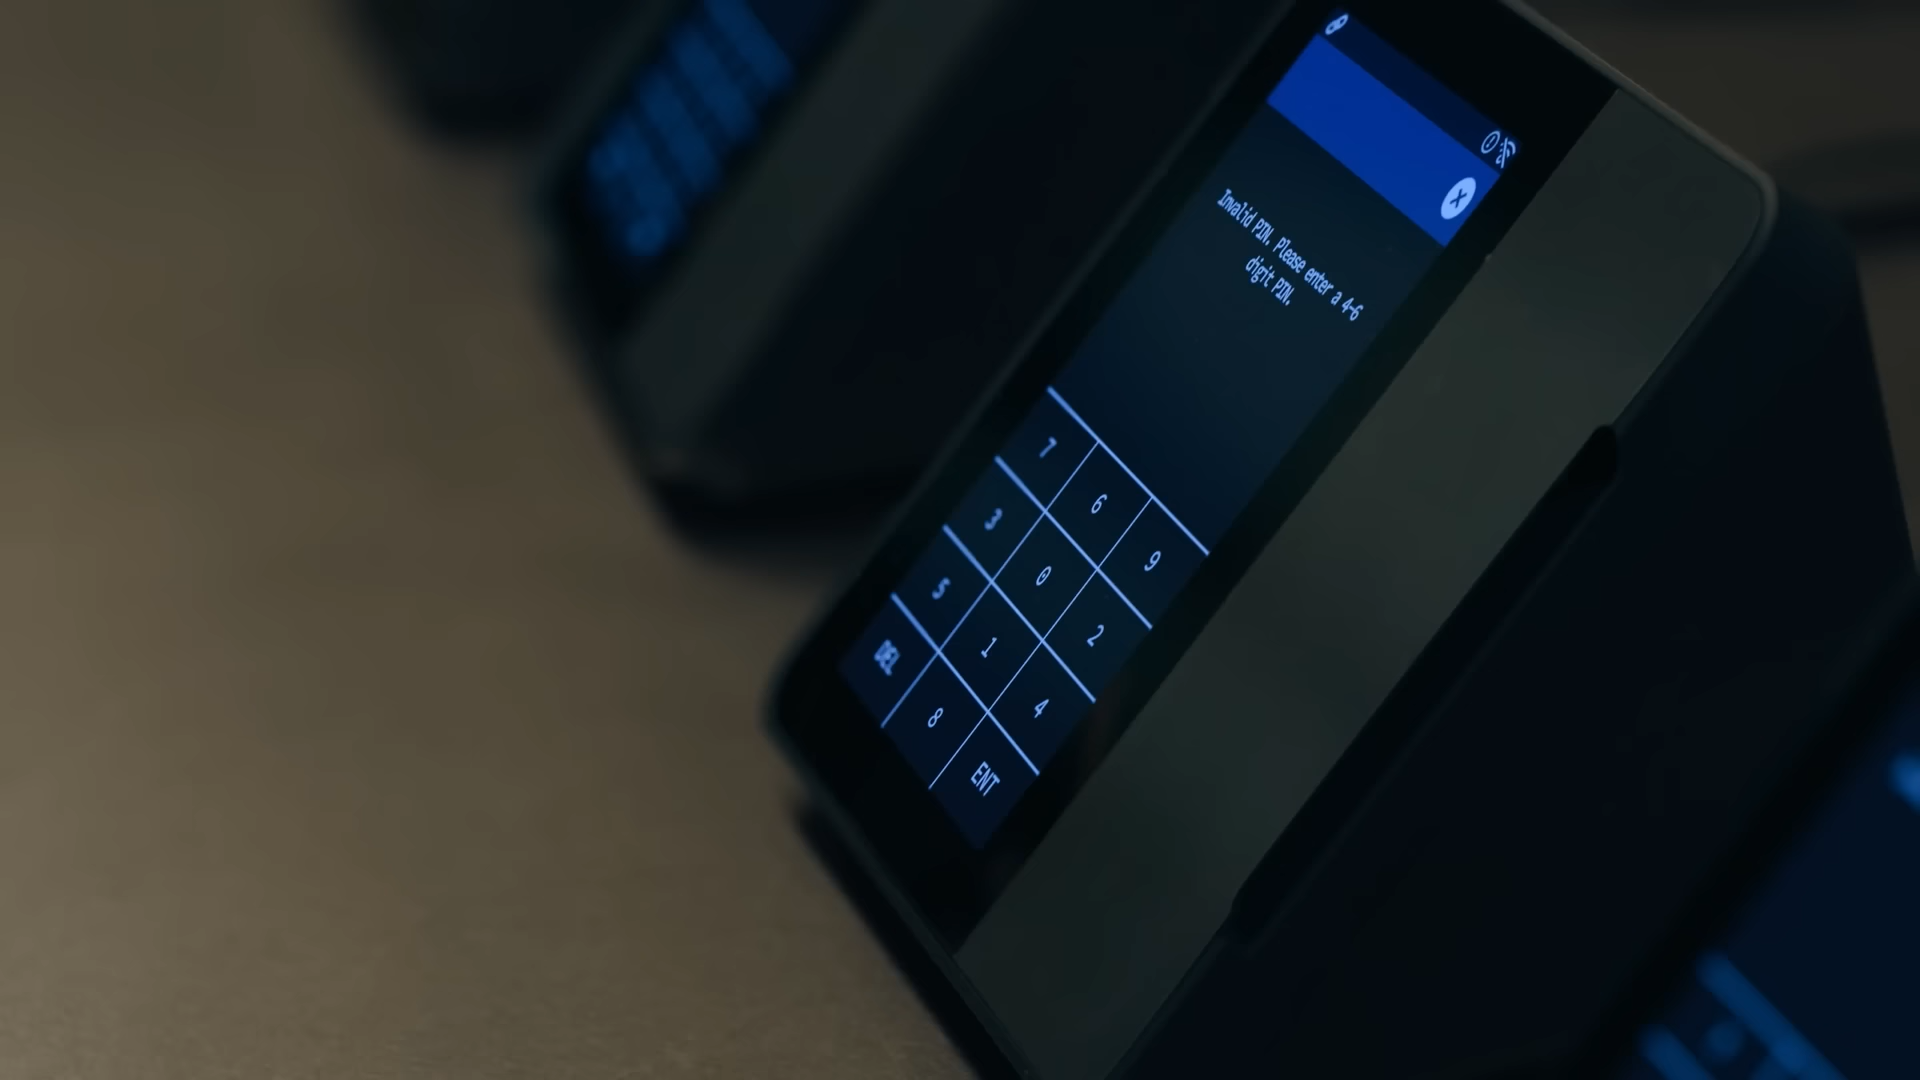 Invalid PIN. Please enter a 4-6
digit PIN.
7 6 9
3 0 2
5 1 4
DEL 8 ENT